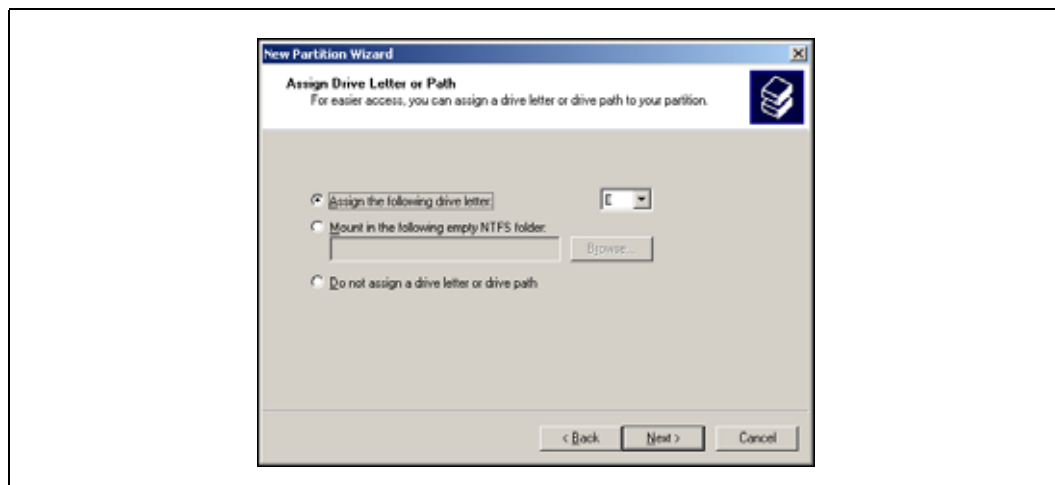 New Partition Wizard
Assign Drive Letter or Path
For easier access, you can assign a drive letter or drive path to your partition.
Assign the following drive letter: E
Mount in the following empty NTFS folder:
Browse...
Do not assign a drive letter or drive path
< Back Next > Cancel